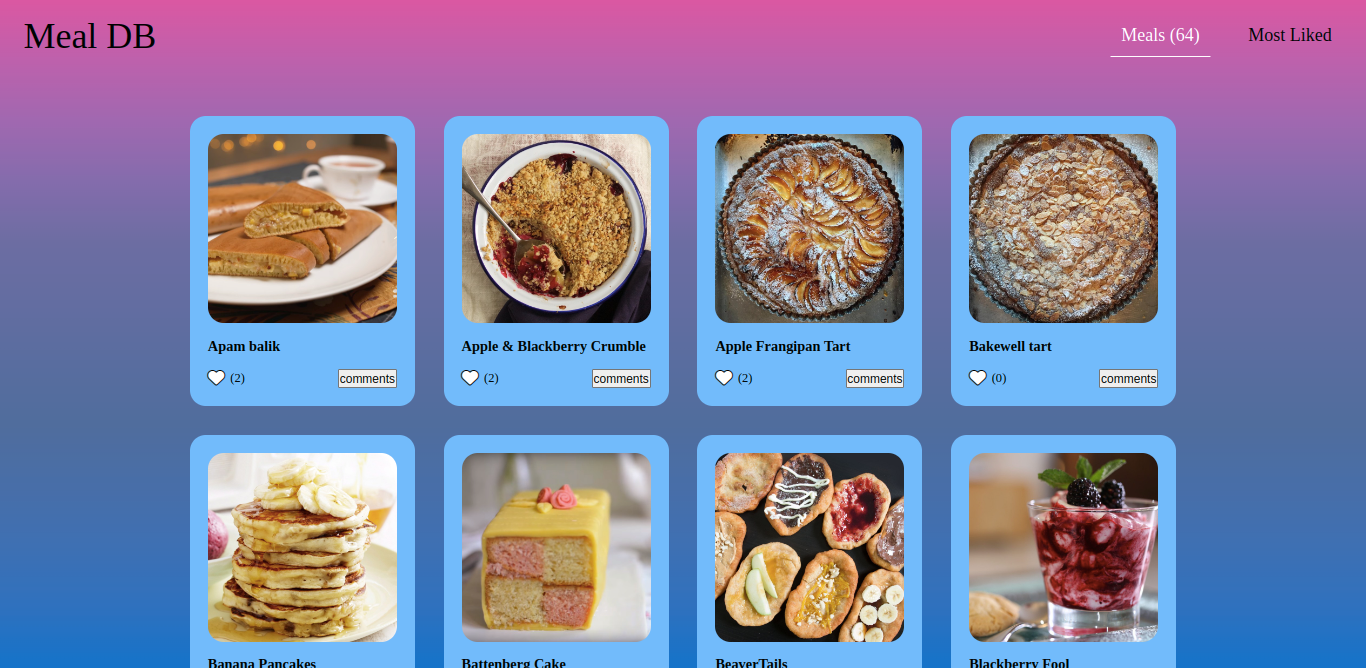 Meal DB
Meals (64) Most Liked
Apam balik
(2) comments
Apple & Blackberry Crumble
(2) comments
Apple Frangipan Tart
(2) comments
Bakewell tart
(0) comments
Banana Pancakes
Battenberg Cake
BeaverTails
Blackberry Fool